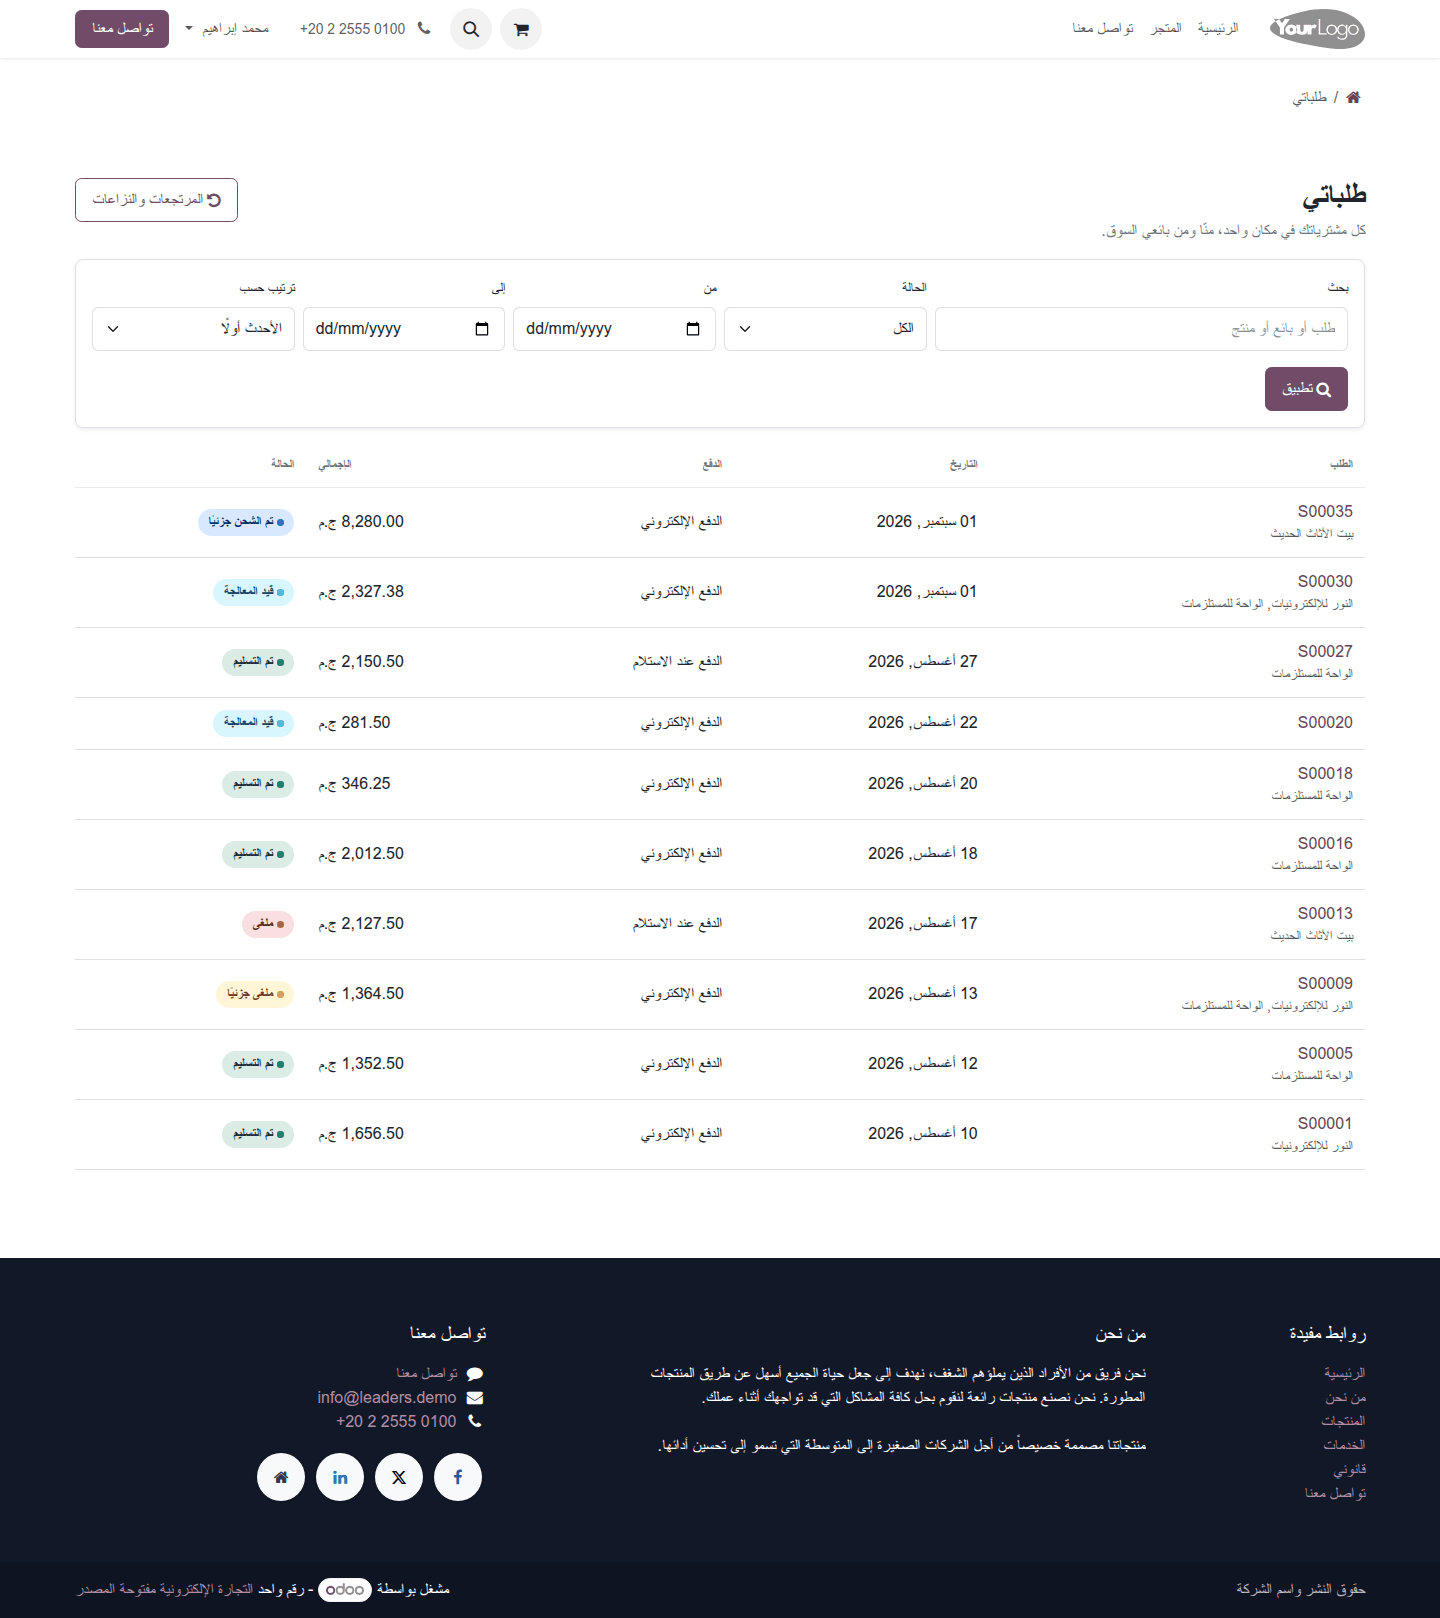 YourLogo
الرئيسية
المتجر
تواصل معنا
+20 2 2555 0100
محمد إبراهيم
تواصل معنا
/ طلباتي
طلباتي
المرتجعات والنزاعات
كل مشترياتك في مكان واحد، منّا ومن بائعي السوق.
بحث
الحالة
من
إلى
ترتيب حسب
طلب أو بائع أو منتج
الكل
dd/mm/yyyy
dd/mm/yyyy
الأحدث أولًا
تطبيق
الطلب
التاريخ
الدفع
الإجمالي
الحالة
S00035
بيت الأثاث الحديث
01 سبتمبر, 2026
الدفع الإلكتروني
8,280.00 ج.م
تم الشحن جزئيًا
S00030
النور للإلكترونيات, الواحة للمستلزمات
01 سبتمبر, 2026
الدفع الإلكتروني
2,327.38 ج.م
قيد المعالجة
S00027
الواحة للمستلزمات
27 أغسطس, 2026
الدفع عند الاستلام
2,150.50 ج.م
تم التسليم
S00020
22 أغسطس, 2026
الدفع الإلكتروني
281.50 ج.م
قيد المعالجة
S00018
الواحة للمستلزمات
20 أغسطس, 2026
الدفع الإلكتروني
346.25 ج.م
تم التسليم
S00016
الواحة للمستلزمات
18 أغسطس, 2026
الدفع الإلكتروني
2,012.50 ج.م
تم التسليم
S00013
بيت الأثاث الحديث
17 أغسطس, 2026
الدفع عند الاستلام
2,127.50 ج.م
ملغى
S00009
النور للإلكترونيات, الواحة للمستلزمات
13 أغسطس, 2026
الدفع الإلكتروني
1,364.50 ج.م
ملغى جزئيًا
S00005
الواحة للمستلزمات
12 أغسطس, 2026
الدفع الإلكتروني
1,352.50 ج.م
تم التسليم
S00001
النور للإلكترونيات
10 أغسطس, 2026
الدفع الإلكتروني
1,656.50 ج.م
تم التسليم
روابط مفيدة
الرئيسية
من نحن
المنتجات
الخدمات
قانوني
تواصل معنا
من نحن
نحن فريق من الأفراد الذين يملؤهم الشغف، نهدف إلى جعل حياة الجميع أسهل عن طريق المنتجات
المطورة. نحن نصنع منتجات رائعة لنقوم بحل كافة المشاكل التي قد تواجهك أثناء عملك.
منتجاتنا مصممة خصيصاً من أجل الشركات الصغيرة إلى المتوسطة التي تسمو إلى تحسين أدائها.
تواصل معنا
تواصل معنا
info@leaders.demo
+20 2 2555 0100
حقوق النشر واسم الشركة
مشغل بواسطة odoo - رقم واحد التجارة الإلكترونية مفتوحة المصدر